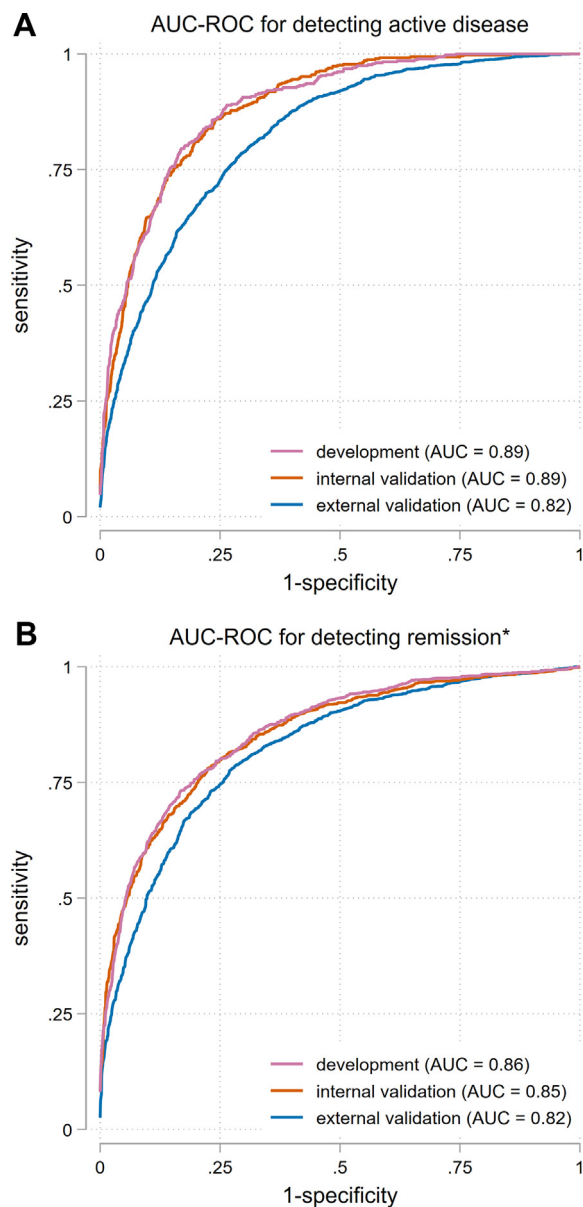 A
AUC-ROC for detecting active disease
1
.75
.5
.25
0
sensitivity
development (AUC = 0.89)
internal validation (AUC = 0.89)
external validation (AUC = 0.82)
0 .25 .5 .75 1
1-specificity
B
AUC-ROC for detecting remission*
1
.75
.5
.25
0
sensitivity
development (AUC = 0.86)
internal validation (AUC = 0.85)
external validation (AUC = 0.82)
0 .25 .5 .75 1
1-specificity